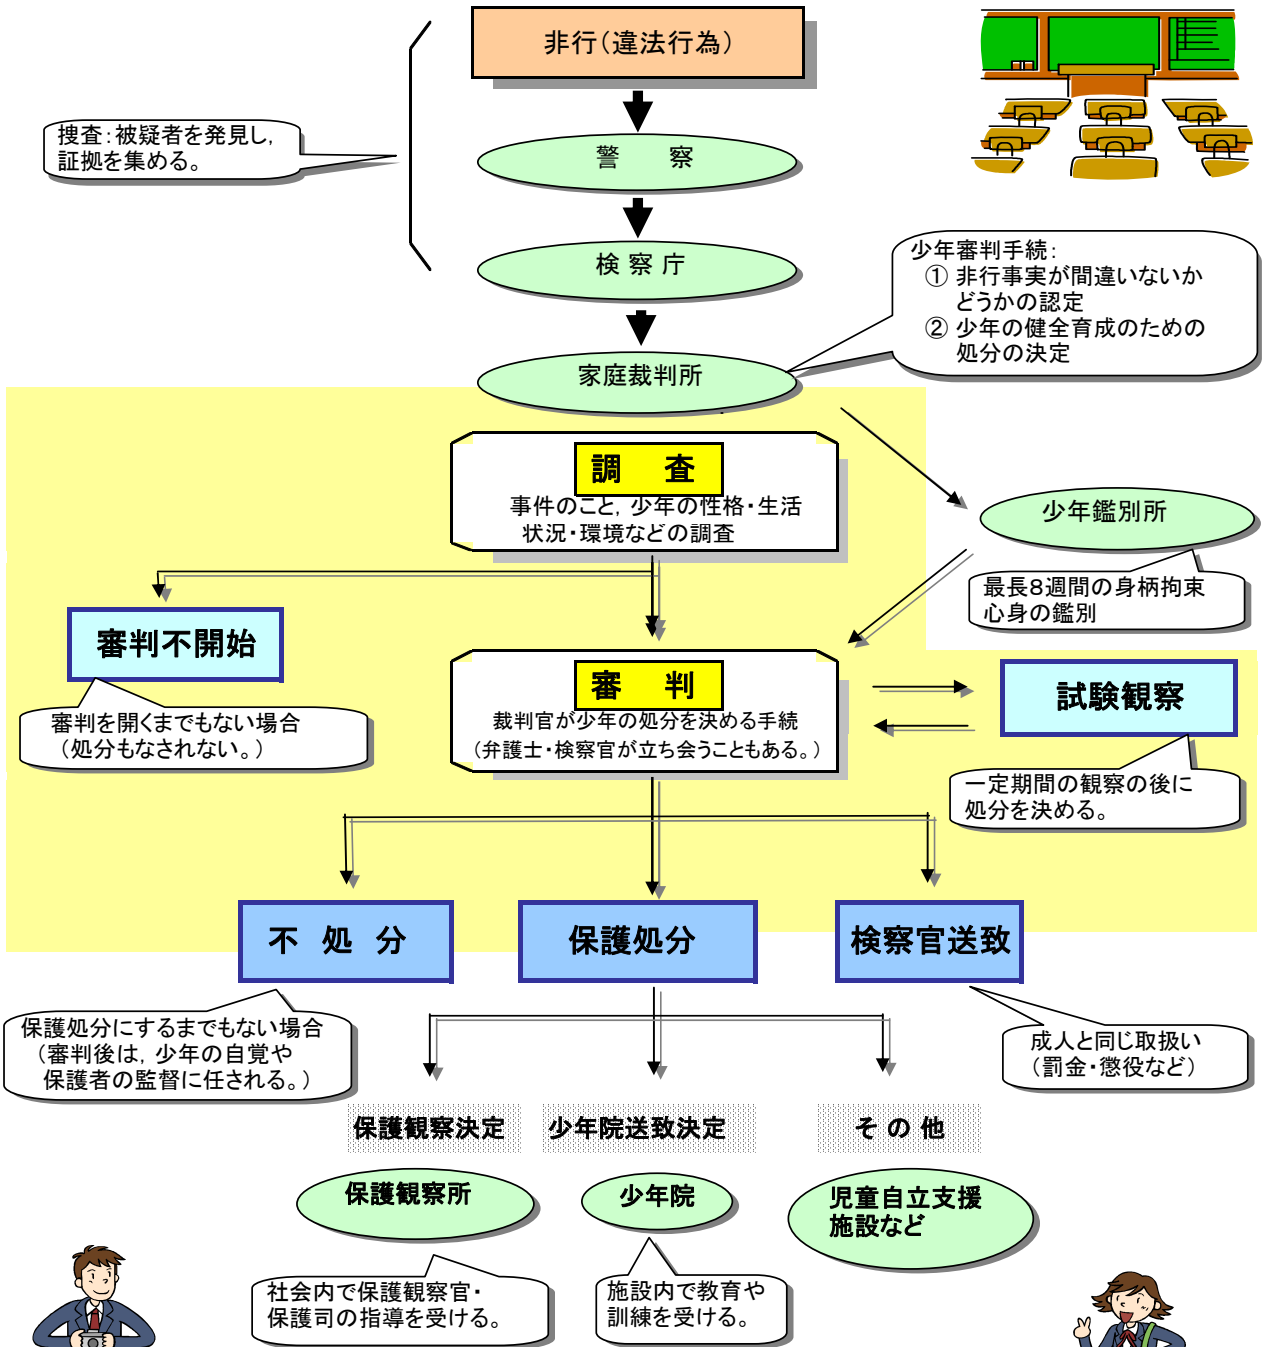 非行（違法行為）
捜査：被疑者を発見し，
証拠を集める。
警　察
検察庁
少年審判手続：
① 非行事実が間違いないか
どうかの認定
② 少年の健全育成のための
処分の決定
家庭裁判所
調　査
事件のこと，少年の性格・生活
状況・環境などの調査
少年鑑別所
最長８週間の身柄拘束
心身の鑑別
審判不開始
審判を開くまでもない場合
（処分もなされない。）
審　判
裁判官が少年の処分を決める手続
（弁護士・検察官が立ち会うこともある。）
試験観察
一定期間の観察の後に
処分を決める。
不 処 分
保護処分
検察官送致
保護処分にするまでもない場合
（審判後は，少年の自覚や
保護者の監督に任される。）
成人と同じ取扱い
（罰金・懲役など）
保護観察決定
少年院送致決定
その他
保護観察所
少年院
児童自立支援
施設など
社会内で保護観察官・
保護司の指導を受ける。
施設内で教育や
訓練を受ける。